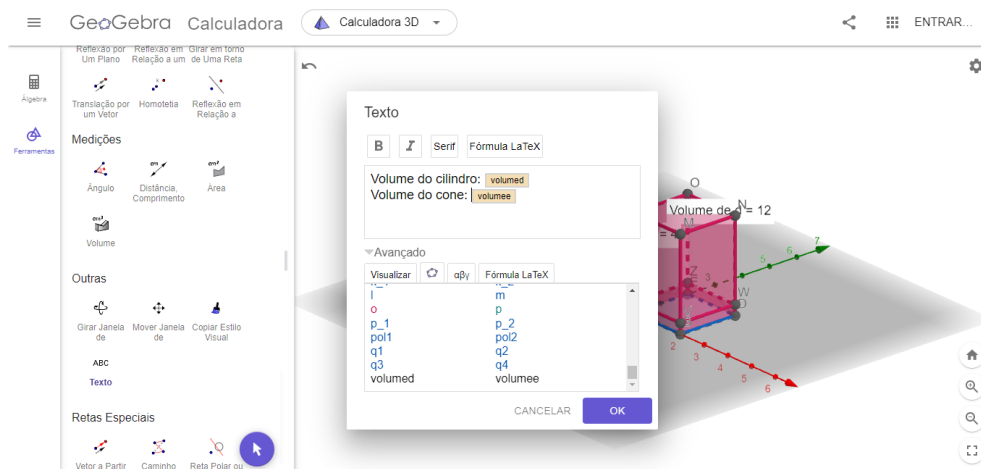 GeoGebra Calculadora
Calculadora 3D
ENTRAR...
Álgebra
Ferramentas
Reflexão por Um Plano
Reflexão em Relação a um
Girar em torno de Uma Reta
Translação por um Vetor
Homotetia
Reflexão em Relação a
Medições
Ângulo
Distância, Comprimento
Área
Volume
Outras
Girar Janela de
Mover Janela de
Copiar Estilo Visual
ABC
Texto
Retas Especiais
Vetor a Partir
Caminho
Reta Polar ou
Texto
B I Serif Fórmula LaTeX
Volume do cilindro: volumed
Volume do cone: volumee
Avançado
Visualizar αβγ Fórmula LaTeX
l m
o p
p_1 p_2
pol1 pol2
q1 q2
q3 q4
volumed volumee
CANCELAR OK
O
N
M
Volume de
= 12
Z
W
3
5
6
7
2
3
4
5
6